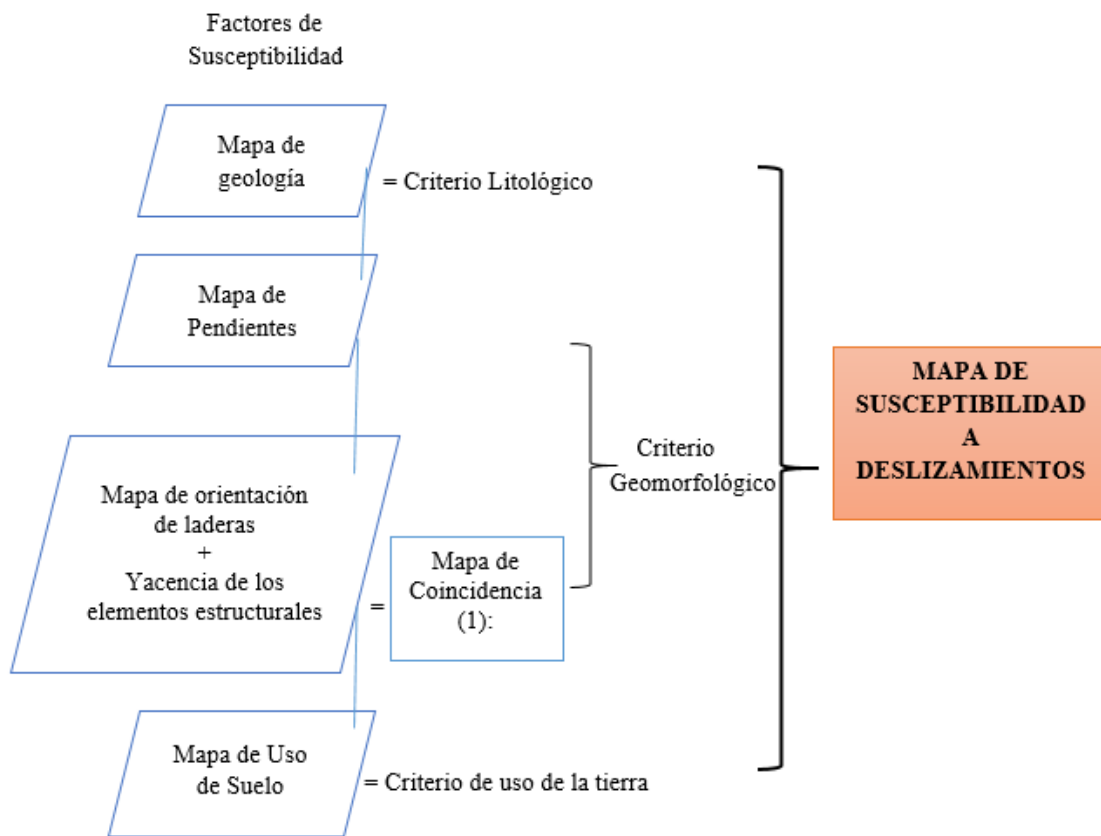 Factores de
Susceptibilidad
Mapa de
geología
= Criterio Litológico
Mapa de
Pendientes
Mapa de orientación
de laderas
+
Yacencia de los
elementos estructurales
=
Mapa de
Coincidencia
(1):
Criterio
Geomorfológico
Mapa de Uso
de Suelo
= Criterio de uso de la tierra
MAPA DE
SUSCEPTIBILIDAD
A
DESLIZAMIENTOS